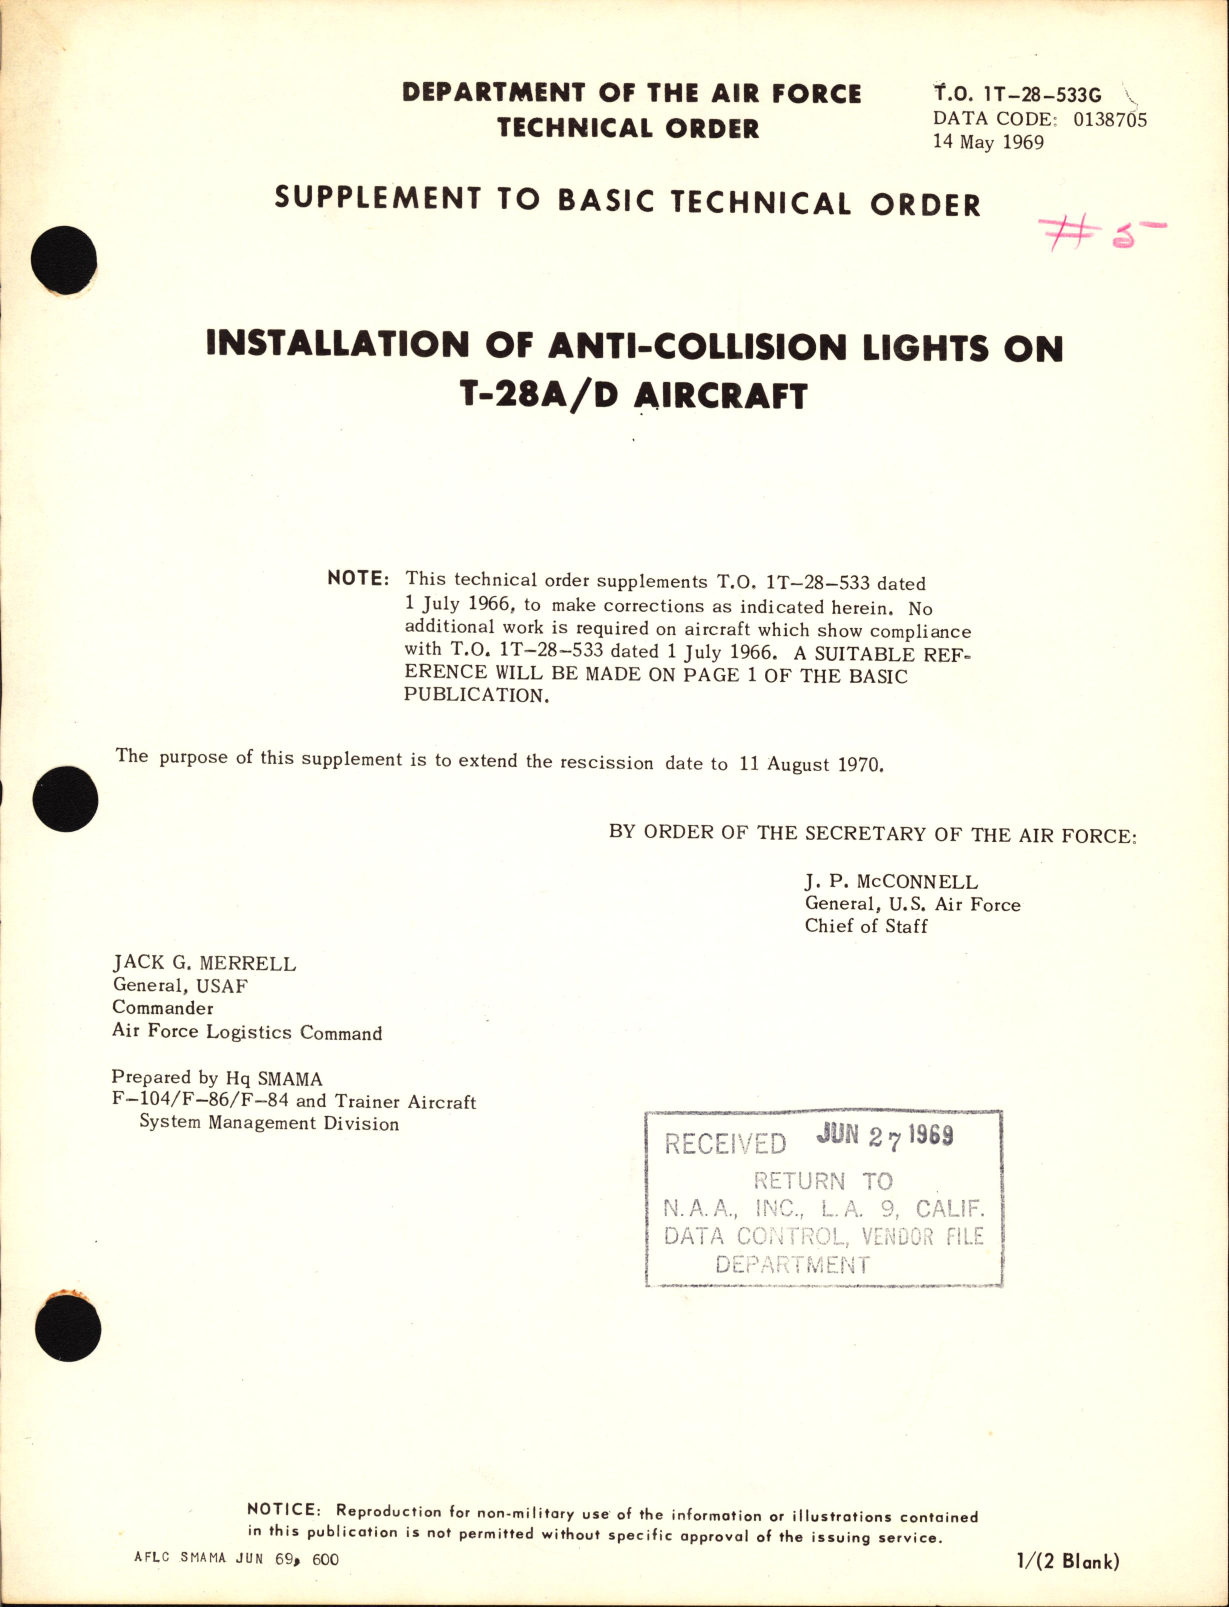 DEPARTMENT OF THE AIR FORCE
TECHNICAL ORDER
T.O. 1T-28-533G
DATA CODE: 0138705
14 May 1969
SUPPLEMENT TO BASIC TECHNICAL ORDER
# 5
INSTALLATION OF ANTI-COLLISION LIGHTS ON
T-28A/D AIRCRAFT
NOTE: This technical order supplements T.O. 1T-28-533 dated
1 July 1966, to make corrections as indicated herein. No
additional work is required on aircraft which show compliance
with T.O. 1T-28-533 dated 1 July 1966. A SUITABLE REF-
ERENCE WILL BE MADE ON PAGE 1 OF THE BASIC
PUBLICATION.
The purpose of this supplement is to extend the rescission date to 11 August 1970.
BY ORDER OF THE SECRETARY OF THE AIR FORCE:
J. P. McCONNELL
General, U.S. Air Force
Chief of Staff
JACK G. MERRELL
General, USAF
Commander
Air Force Logistics Command
Prepared by Hq SMAMA
F-104/F-86/F-84 and Trainer Aircraft
System Management Division
RECEIVED JUN 27 1969
RETURN TO
N.A.A., INC., L.A. 9, CALIF.
DATA CONTROL, VENDOR FILE
DEPARTMENT
NOTICE: Reproduction for non-military use of the information or illustrations contained
in this publication is not permitted without specific approval of the issuing service.
AFLC SMAMA JUN 69, 600
1/(2 Blank)